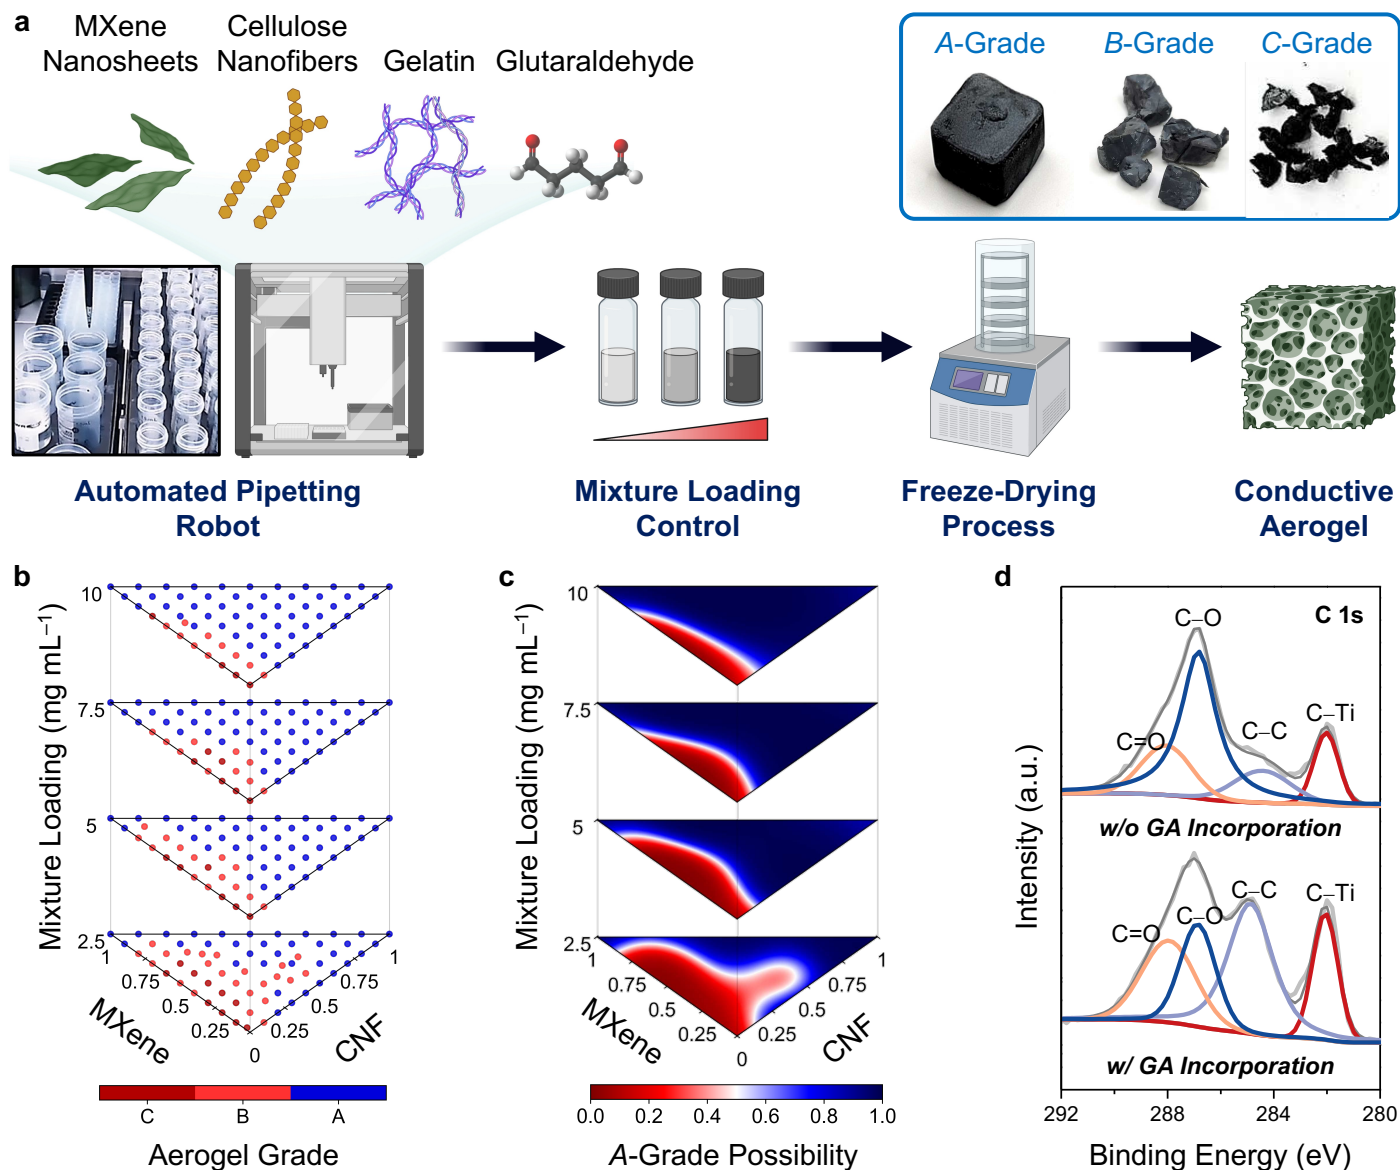 a
MXene
Nanosheets
Cellulose
Nanofibers
Gelatin
Glutaraldehyde
A-Grade
B-Grade
C-Grade
Automated Pipetting
Robot
Mixture Loading
Control
Freeze-Drying
Process
Conductive
Aerogel
b
Mixture Loading (mg mL⁻¹)
10
7.5
5
2.5
1
0.75
0.5
0.25
0
0.25
0.5
0.75
1
MXene
CNF
C
B
A
Aerogel Grade
c
Mixture Loading (mg mL⁻¹)
10
7.5
5
2.5
1
0.75
0.5
0.25
0
0.25
0.5
0.75
1
MXene
CNF
0.0
0.2
0.4
0.6
0.8
1.0
A-Grade Possibility
d
C 1s
C–O
C=O
C–C
C–Ti
w/o GA Incorporation
C=O
C–O
C–C
C–Ti
w/ GA Incorporation
Intensity (a.u.)
292
288
284
280
Binding Energy (eV)